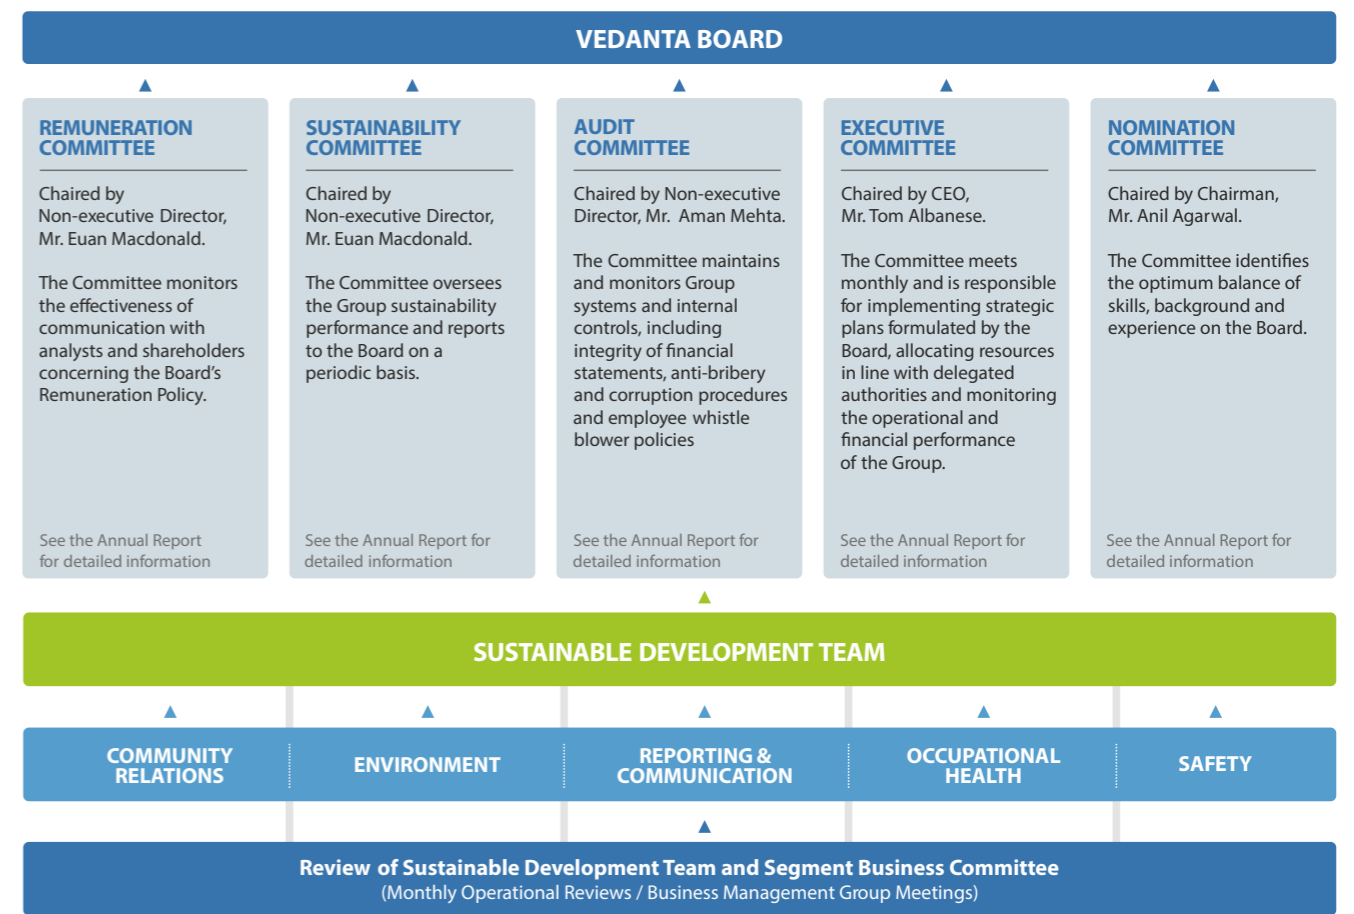 VEDANTA BOARD
REMUNERATION
COMMITTEE
Chaired by
Non-executive Director,
Mr. Euan Macdonald.
The Committee monitors
the effectiveness of
communication with
analysts and shareholders
concerning the Board's
Remuneration Policy.
See the Annual Report
for detailed information
SUSTAINABILITY
COMMITTEE
Chaired by
Non-executive Director,
Mr. Euan Macdonald.
The Committee oversees
the Group sustainability
performance and reports
to the Board on a
periodic basis.
See the Annual Report for
detailed information
AUDIT
COMMITTEE
Chaired by Non-executive
Director, Mr. Aman Mehta.
The Committee maintains
and monitors Group
systems and internal
controls, including
integrity of financial
statements, anti-bribery
and corruption procedures
and employee whistle
blower policies
See the Annual Report for
detailed information
EXECUTIVE
COMMITTEE
Chaired by CEO,
Mr. Tom Albanese.
The Committee meets
monthly and is responsible
for implementing strategic
plans formulated by the
Board, allocating resources
in line with delegated
authorities and monitoring
the operational and
financial performance
of the Group.
See the Annual Report for
detailed information
NOMINATION
COMMITTEE
Chaired by Chairman,
Mr. Anil Agarwal.
The Committee identifies
the optimum balance of
skills, background and
experience on the Board.
See the Annual Report for
detailed information
SUSTAINABLE DEVELOPMENT TEAM
COMMUNITY
RELATIONS
ENVIRONMENT
REPORTING &
COMMUNICATION
OCCUPATIONAL
HEALTH
SAFETY
Review of Sustainable Development Team and Segment Business Committee
(Monthly Operational Reviews / Business Management Group Meetings)